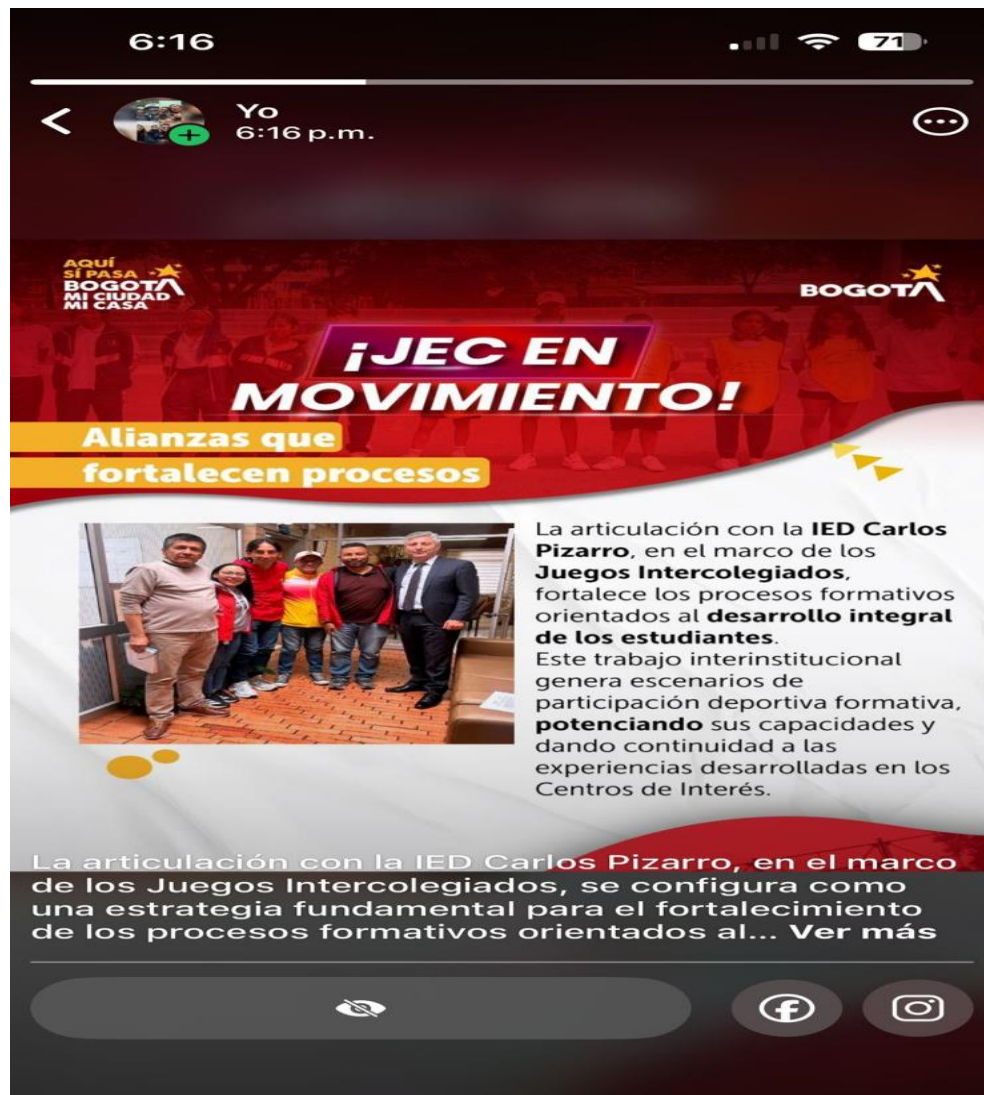 6:16
71
Yo
6:16 p.m.
AQUÍ
SÍ PASA
BOGOTÁ
MI CIUDAD
MI CASA
BOGOTÁ
¡JEC EN
MOVIMIENTO!
Alianzas que
fortalecen procesos
La articulación con la IED Carlos
Pizarro, en el marco de los
Juegos Intercolegiados,
fortalece los procesos formativos
orientados al desarrollo integral
de los estudiantes.
Este trabajo interinstitucional
genera escenarios de
participación deportiva formativa,
potenciando sus capacidades y
dando continuidad a las
experiencias desarrolladas en los
Centros de Interés.
La articulación con la IED Carlos Pizarro, en el marco
de los Juegos Intercolegiados, se configura como
una estrategia fundamental para el fortalecimiento
de los procesos formativos orientados al... Ver más